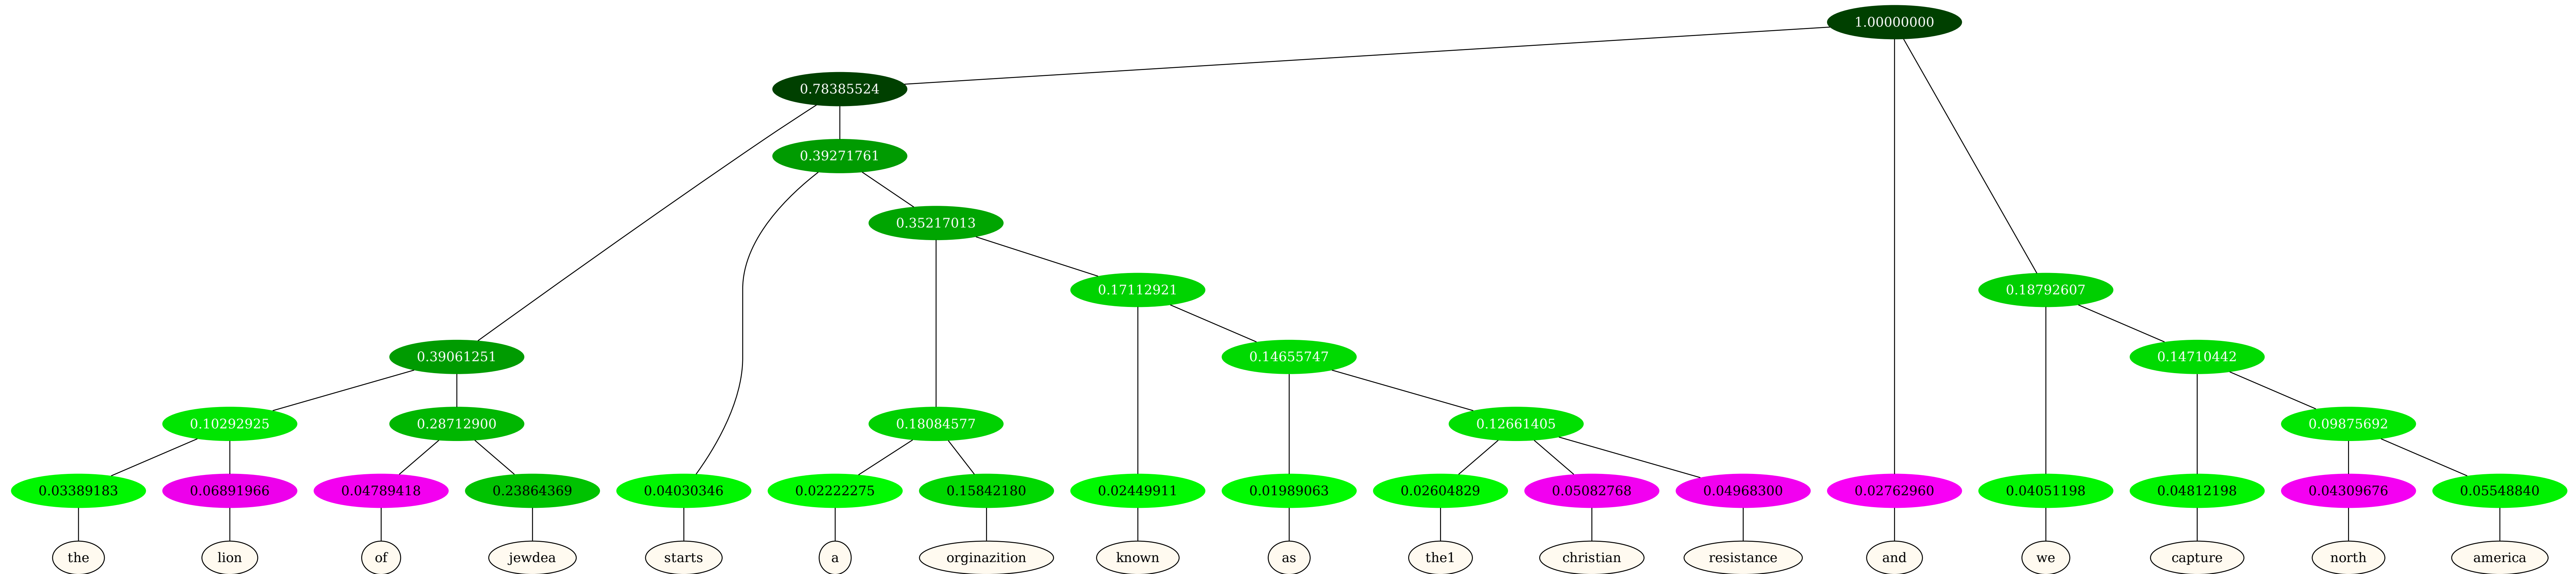 1.00000000
0.78385524
0.39271761
0.35217013
0.17112921 0.18792607
0.39061251 0.14655747 0.14710442
0.10292925 0.28712900 0.18084577 0.12661405 0.09875692
0.03389183 0.06891966 0.04789418 0.23864369 0.04030346 0.02222275 0.15842180 0.02449911 0.01989063 0.02604829 0.05082768 0.04968300 0.02762960 0.04051198 0.04812198 0.04309676 0.05548840
the lion of jewdea starts a orginazition known as the1 christian resistance and we capture north america